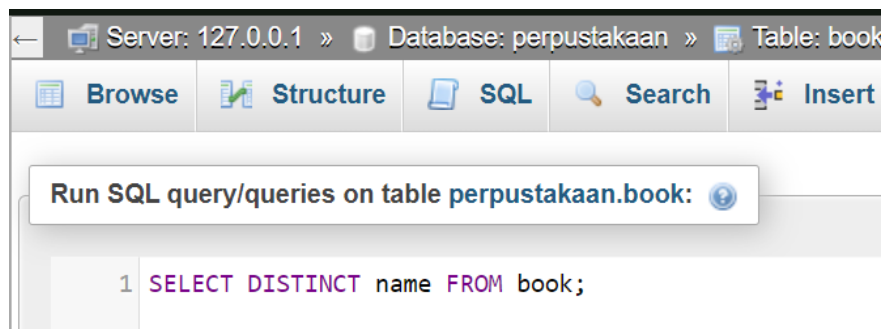 ← Server: 127.0.0.1 » Database: perpustakaan » Table: book
Browse Structure SQL Search Insert
Run SQL query/queries on table perpustakaan.book:
1 SELECT DISTINCT name FROM book;